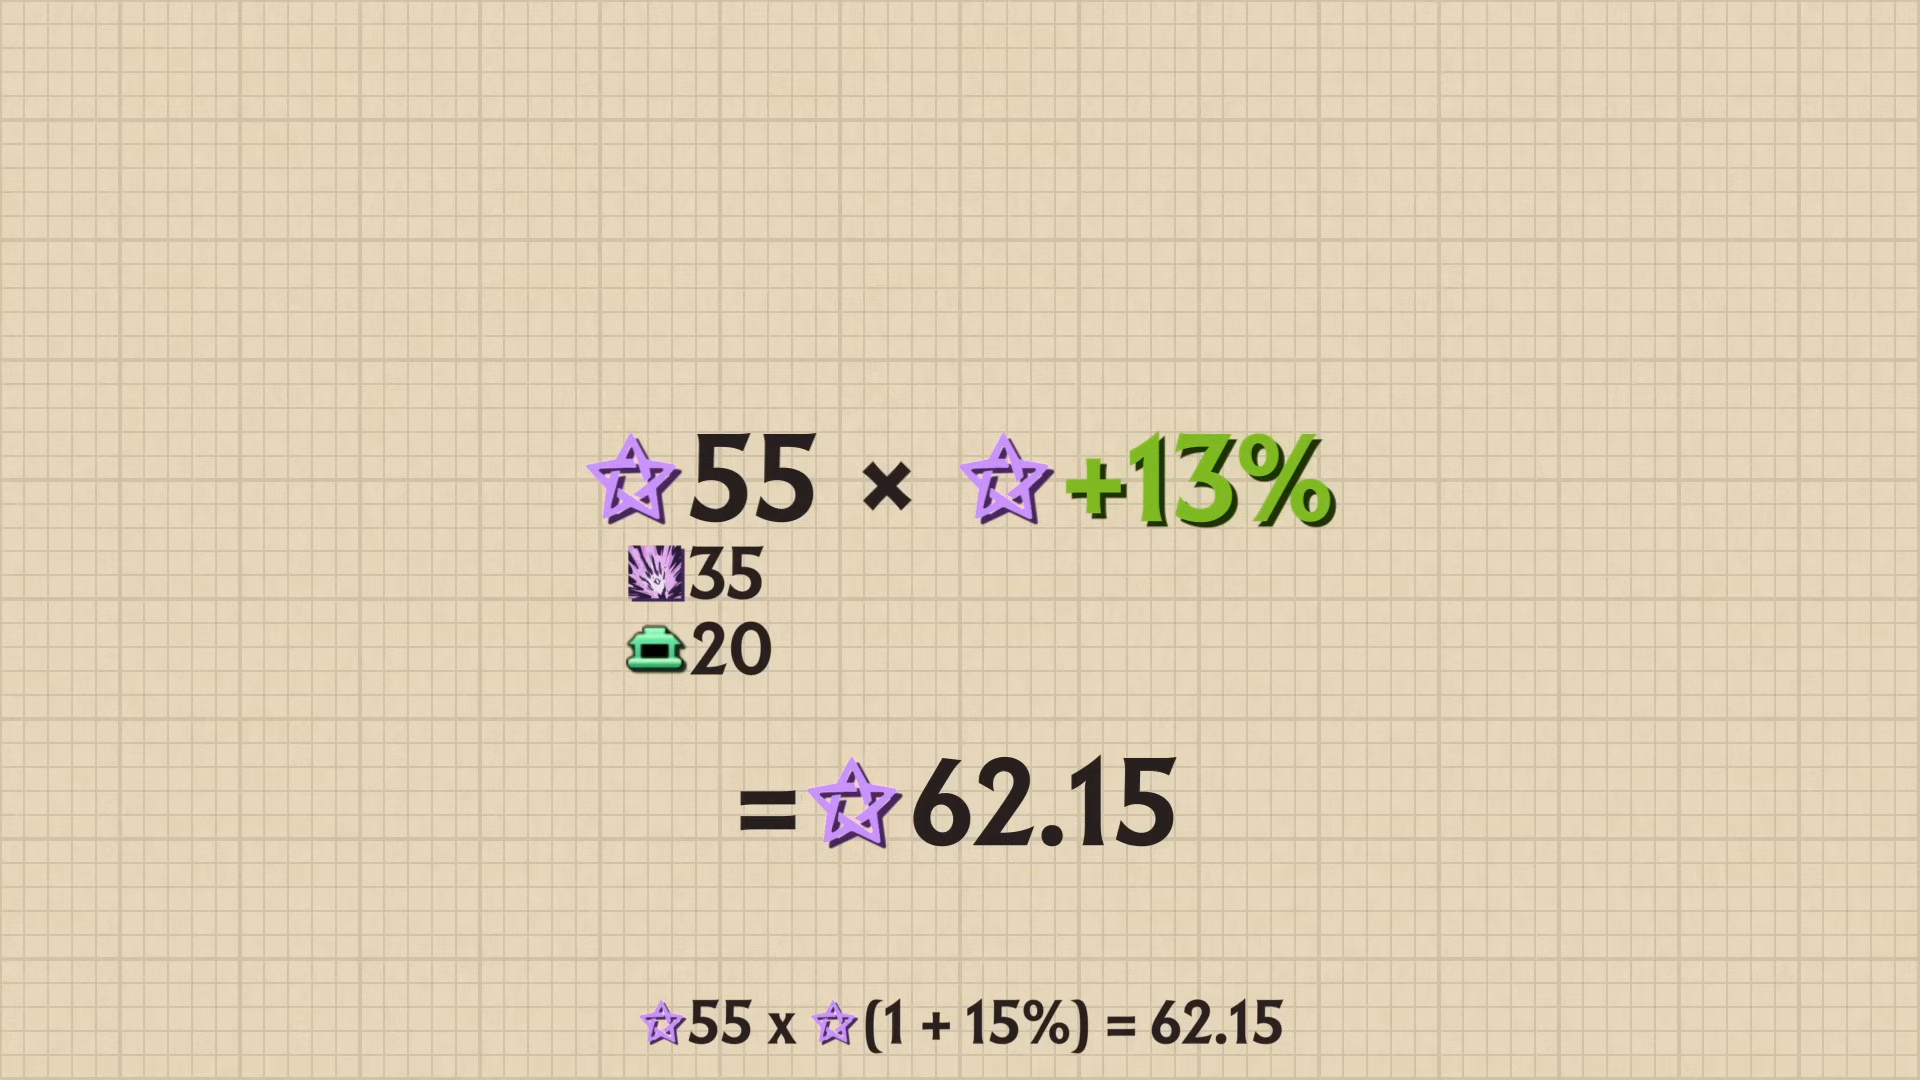 55 × +13%
35
20
=62.15
55 x (1 + 15%) = 62.15